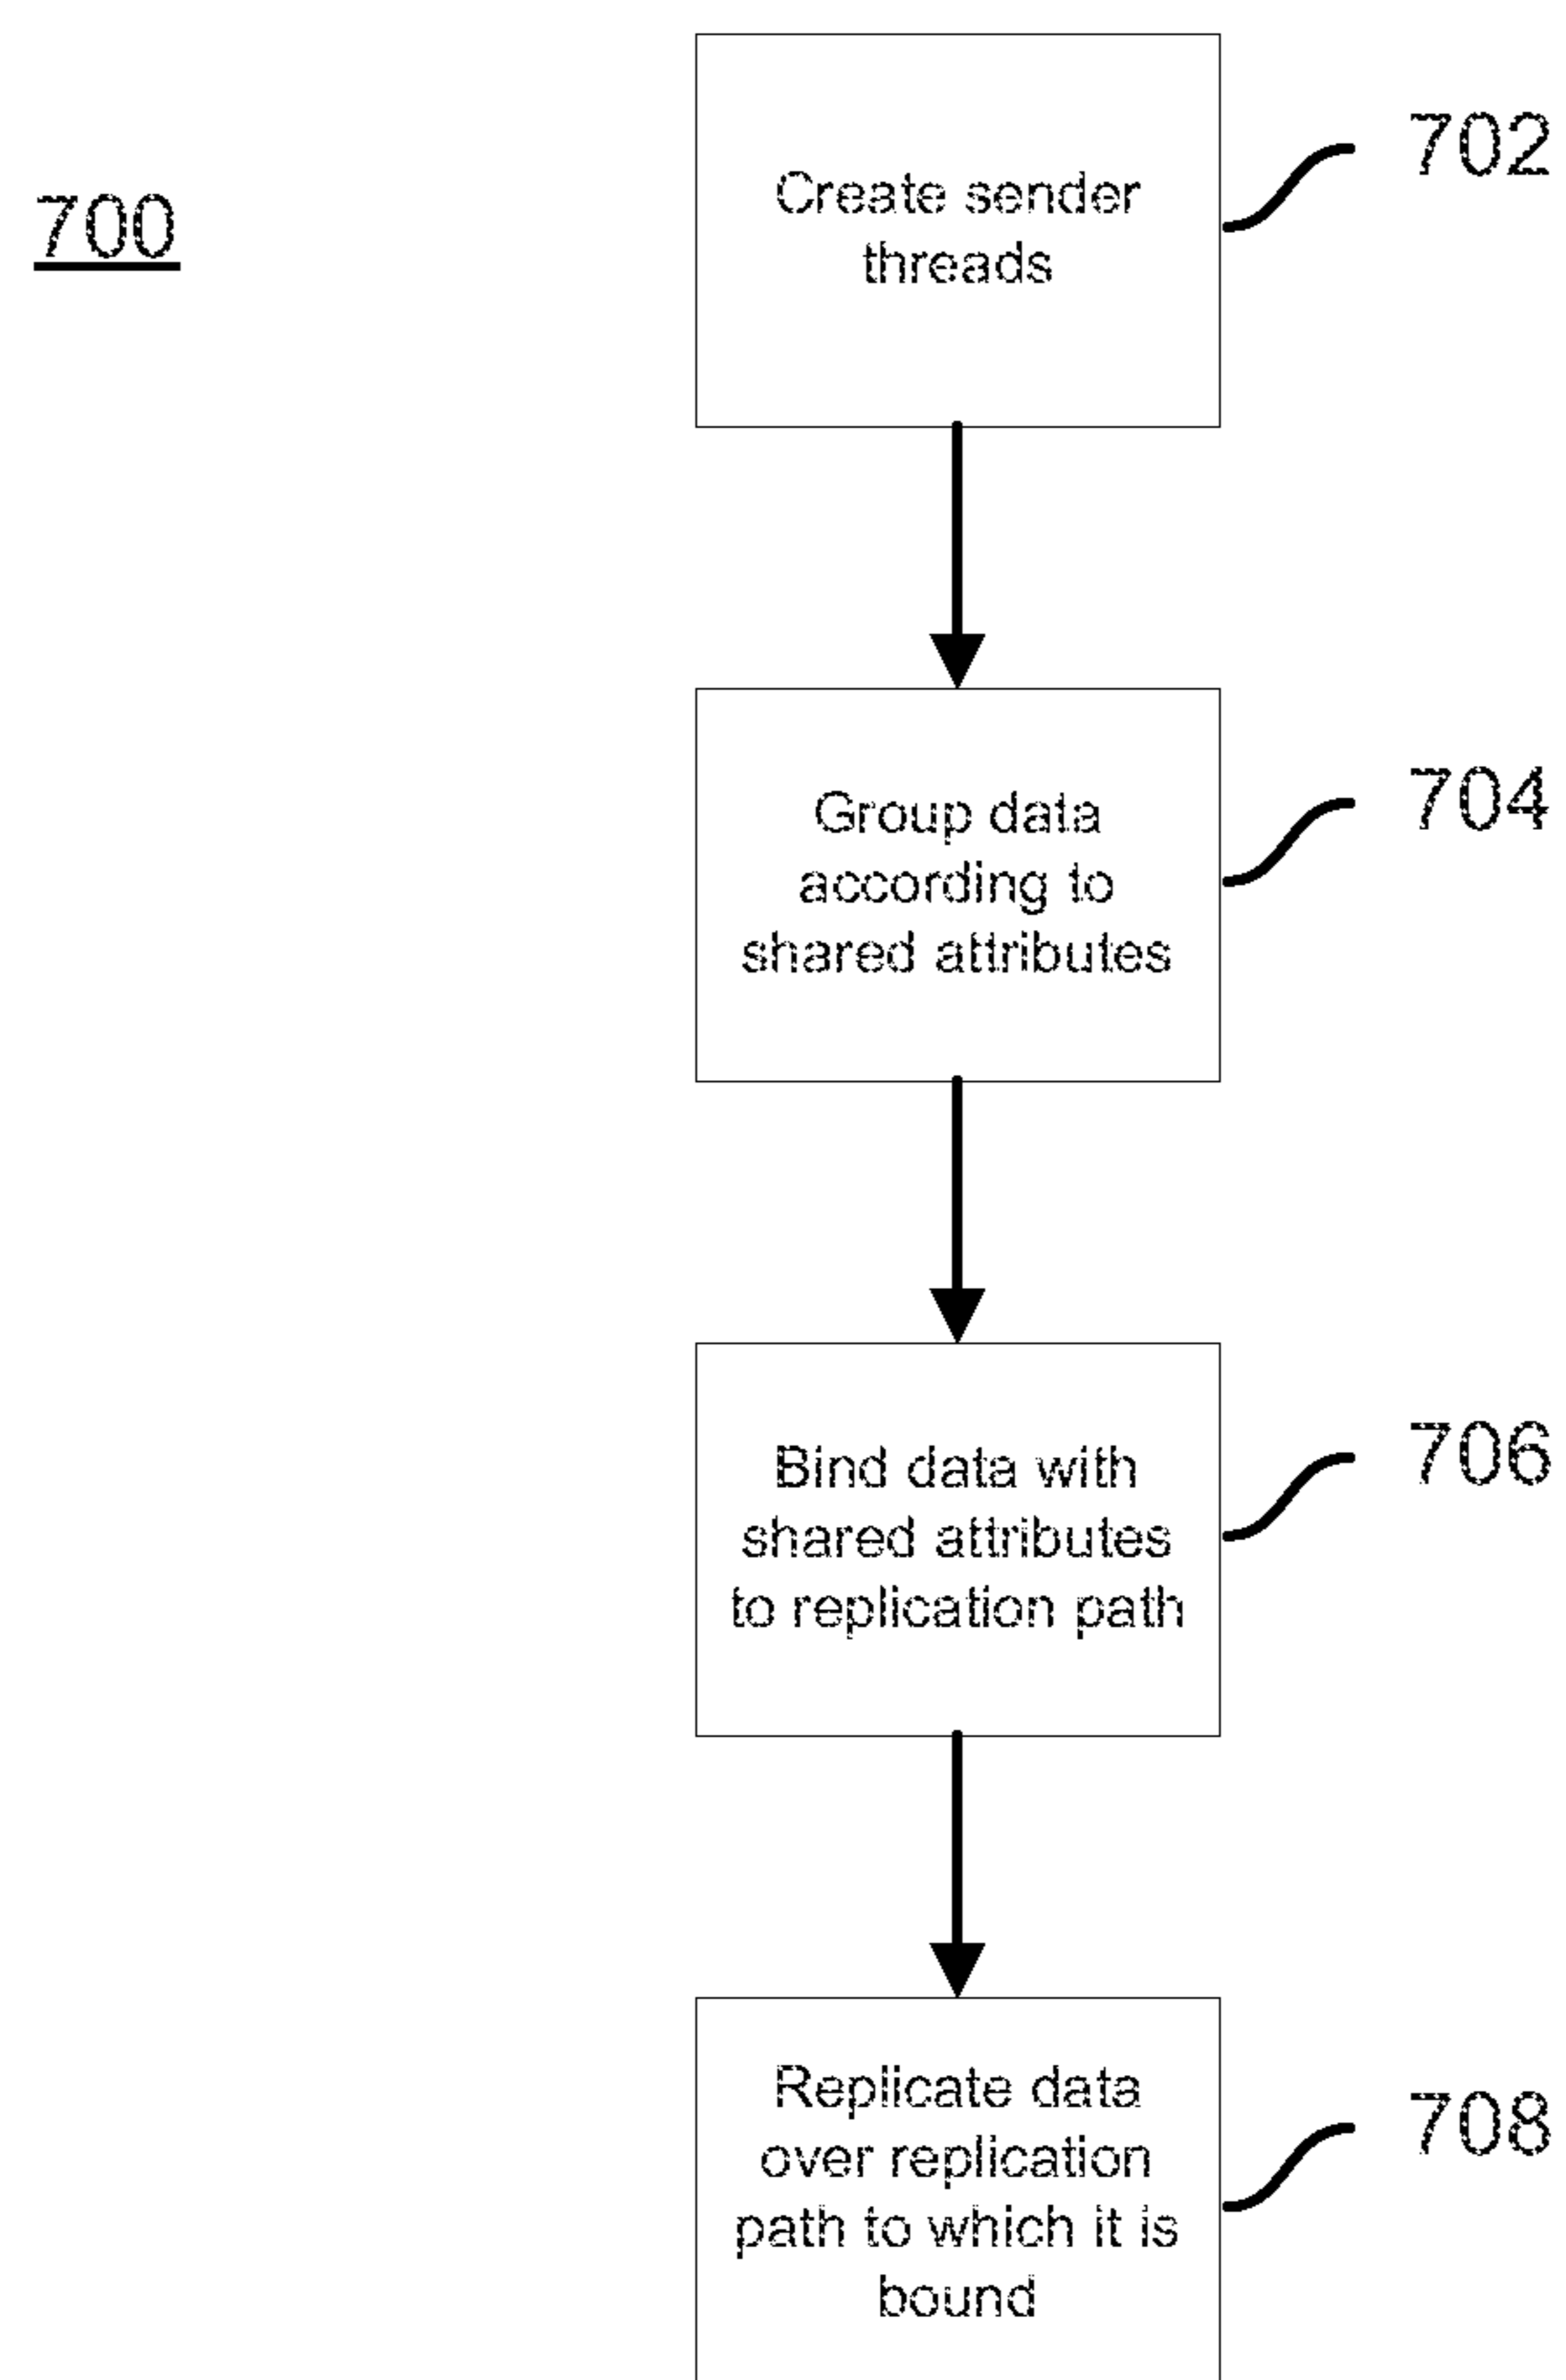 700
Create sender
threads
702
Group data
according to
shared attributes
704
Bind data with
shared attributes
to replication path
706
Replicate data
over replication
path to which it is
bound
708